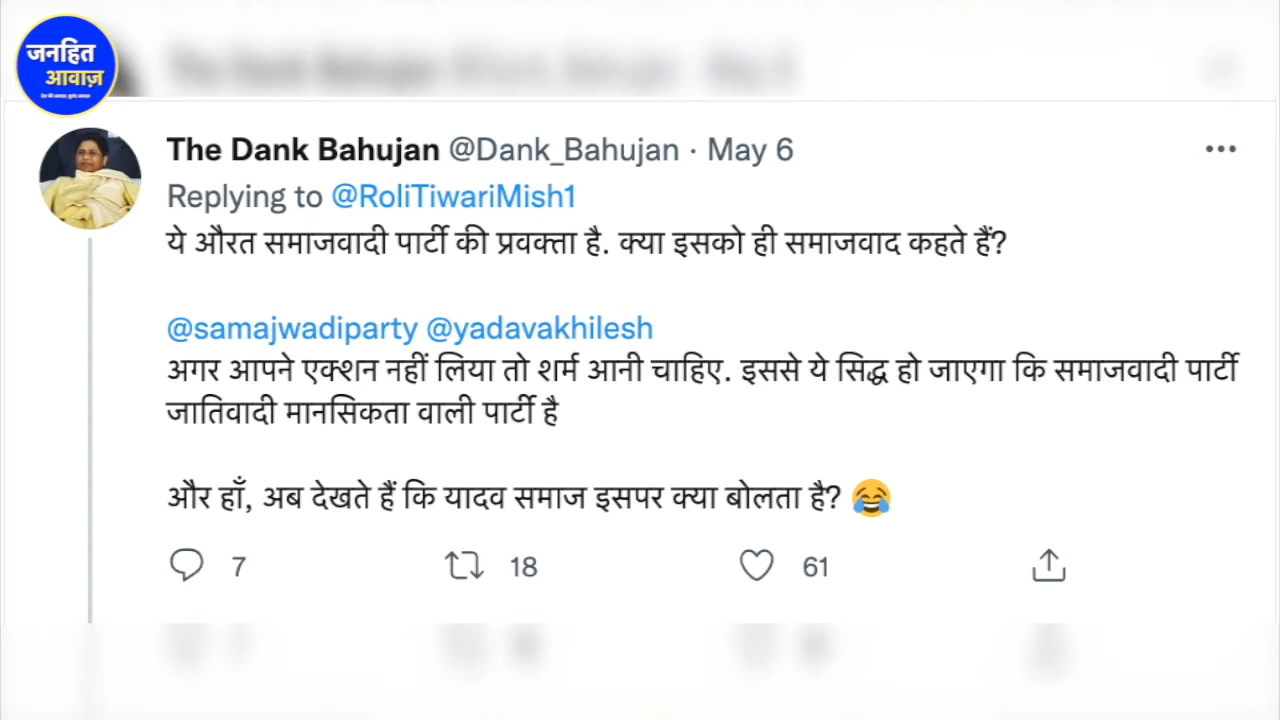 जनहित
आवाज़
The Dank Bahujan @Dank_Bahujan · May 6
Replying to @RoliTiwariMish1
ये औरत समाजवादी पार्टी की प्रवक्ता है. क्या इसको ही समाजवाद कहते हैं?
@samajwadiparty @yadavakhilesh
अगर आपने एक्शन नहीं लिया तो शर्म आनी चाहिए. इससे ये सिद्ध हो जाएगा कि समाजवादी पार्टी
जातिवादी मानसिकता वाली पार्टी है
और हाँ, अब देखते हैं कि यादव समाज इसपर क्या बोलता है? 😂
7 18 61